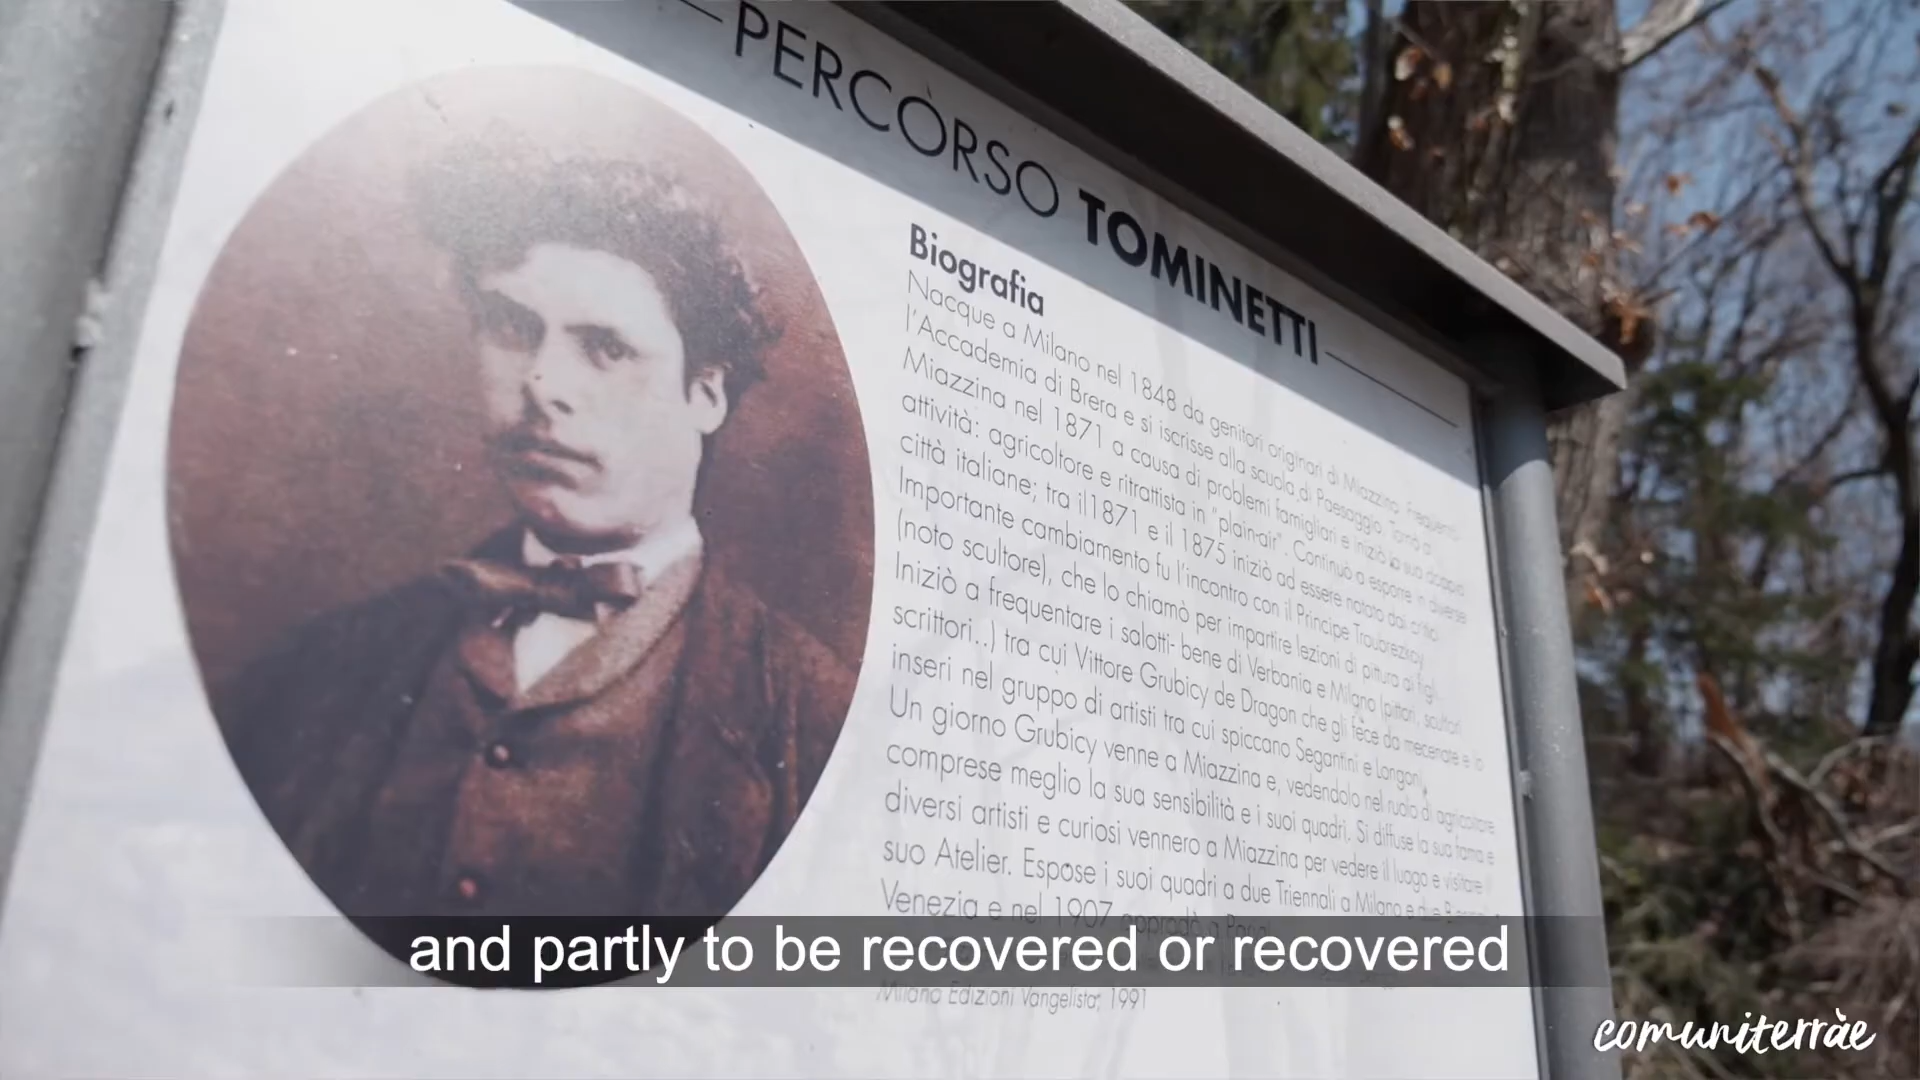 PERCORSO TOMINETTI
Biografia
Nacque a Milano nel 1848 da genitori originari di Miazzina. Frequentò
l'Accademia di Brera e si iscrisse alla scuola di Paesaggio. Tornò a
Miazzina nel 1871 a causa di problemi famigliari e iniziò la sua doppia
attività: agricoltore e ritrattista in "plain-air". Continuò a esporre in diverse
città italiane; tra il1871 e il 1875 iniziò ad essere notato dai critici.
Importante cambiamento fu l'incontro con il Principe Troubrezkoy
(noto scultore), che lo chiamò per impartire lezioni di pittura ai figli.
Iniziò a frequentare i salotti- bene di Verbania e Milano (pittori, scultori
scrittori..) tra cui Vittore Grubicy de Dragon che gli fece da mecenate e lo
inserì nel gruppo di artisti tra cui spiccano Segantini e Longoni.
Un giorno Grubicy venne a Miazzina e, vedendolo nel ruolo di agricoltore
comprese meglio la sua sensibilità e i suoi quadri. Si diffuse la sua fama e
diversi artisti e curiosi vennero a Miazzina per vedere il luogo e visitare il
suo Atelier. Espose i suoi quadri a due Triennali a Milano e due
Venezia e nel 1907 approdò a
and partly to be recovered or recovered
Milano Edizioni Vangelista, 1991
comuniterràe